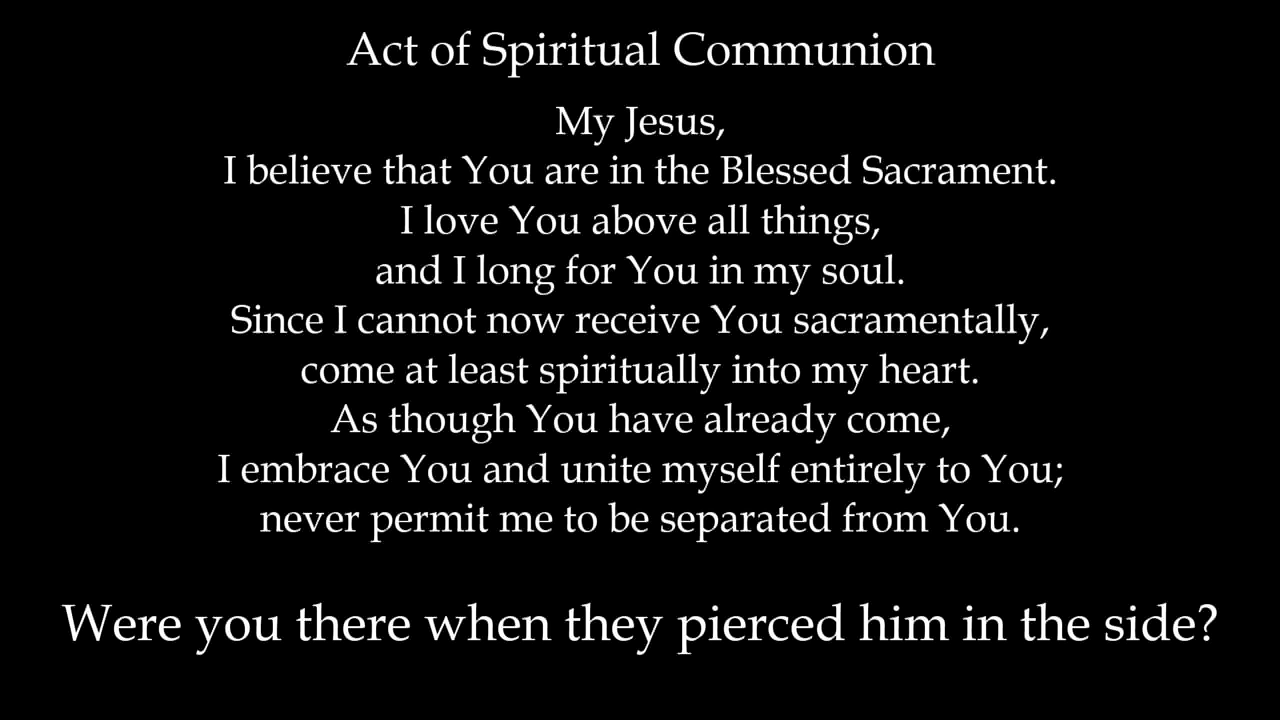 Act of Spiritual Communion
My Jesus,
I believe that You are in the Blessed Sacrament.
I love You above all things,
and I long for You in my soul.
Since I cannot now receive You sacramentally,
come at least spiritually into my heart.
As though You have already come,
I embrace You and unite myself entirely to You;
never permit me to be separated from You.
Were you there when they pierced him in the side?